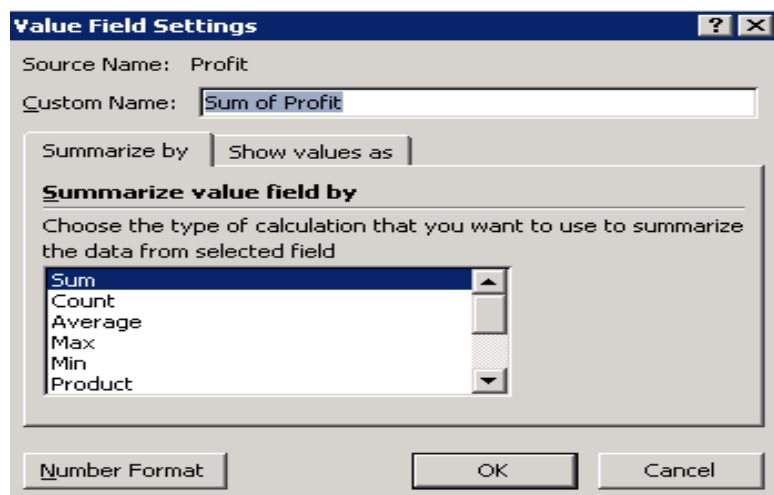 Value Field Settings
Source Name: Profit
Custom Name: Sum of Profit
Summarize by Show values as
Summarize value field by
Choose the type of calculation that you want to use to summarize
the data from selected field
Sum
Count
Average
Max
Min
Product
Number Format OK Cancel